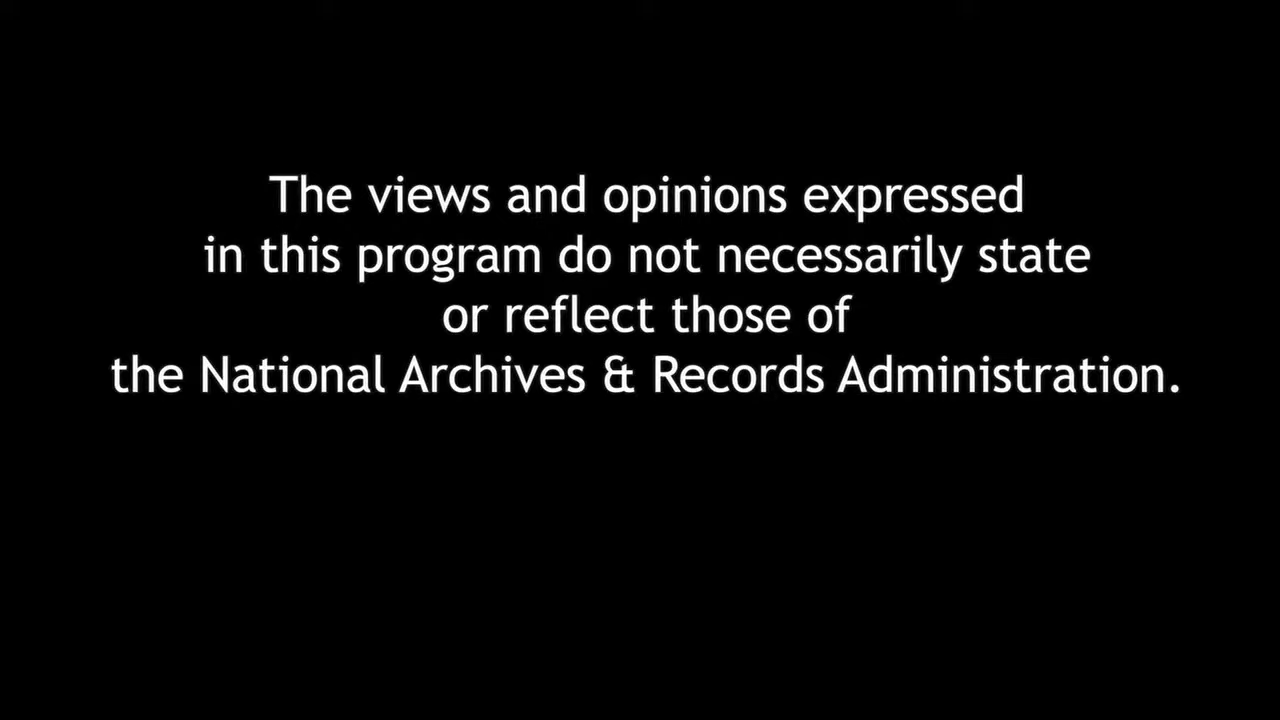 The views and opinions expressed
in this program do not necessarily state
or reflect those of
the National Archives & Records Administration.